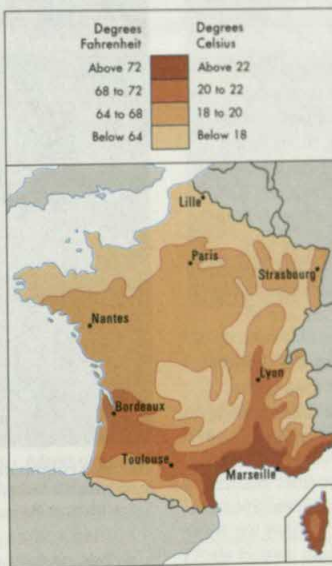 Degrees Fahrenheit
Degrees Celsius
Above 72
Above 22
68 to 72
20 to 22
64 to 68
18 to 20
Below 64
Below 18
Lille
Paris
Strasbourg
Nantes
Lyon
Bordeaux
Toulouse
Marseille